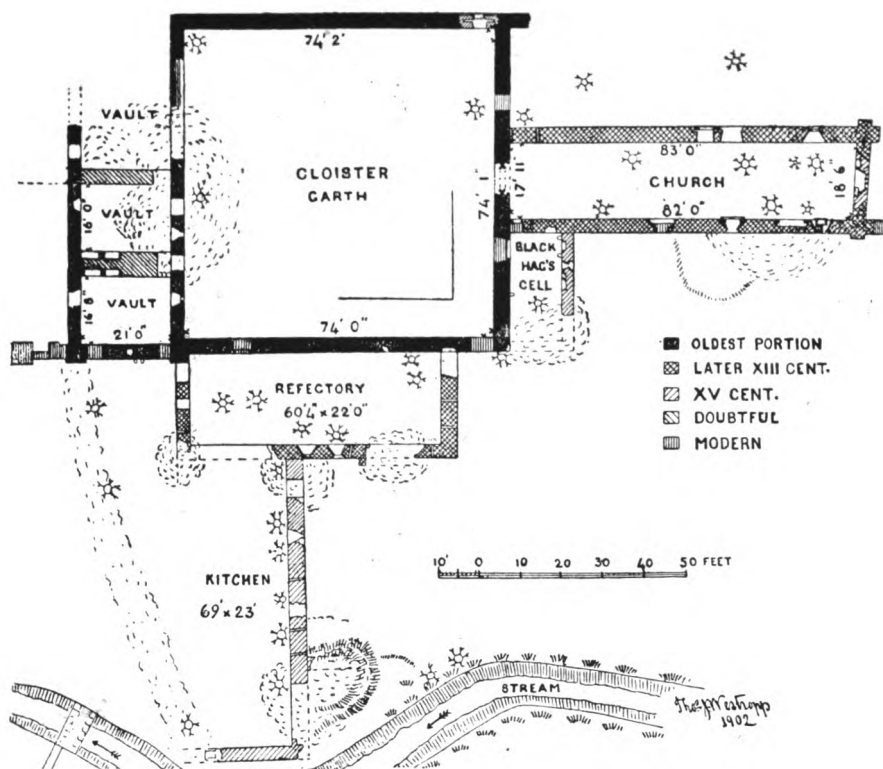 74' 2"
VAULT
CLOISTER
GARTH
74' 1"
83' 0"
17' 11"
CHURCH
18' 6"
82' 0"
16' 0"
VAULT
BLACK
HAG'S
CELL
16' 8"
VAULT
21' 0"
74' 0"
REFECTORY
60'4" × 22'0"
OLDEST PORTION
LATER XIII CENT.
XV CENT.
DOUBTFUL
MODERN
10' 0 10 20 30 40 50 FEET
KITCHEN
69' × 23'
STREAM
Thos J Westropp
1902